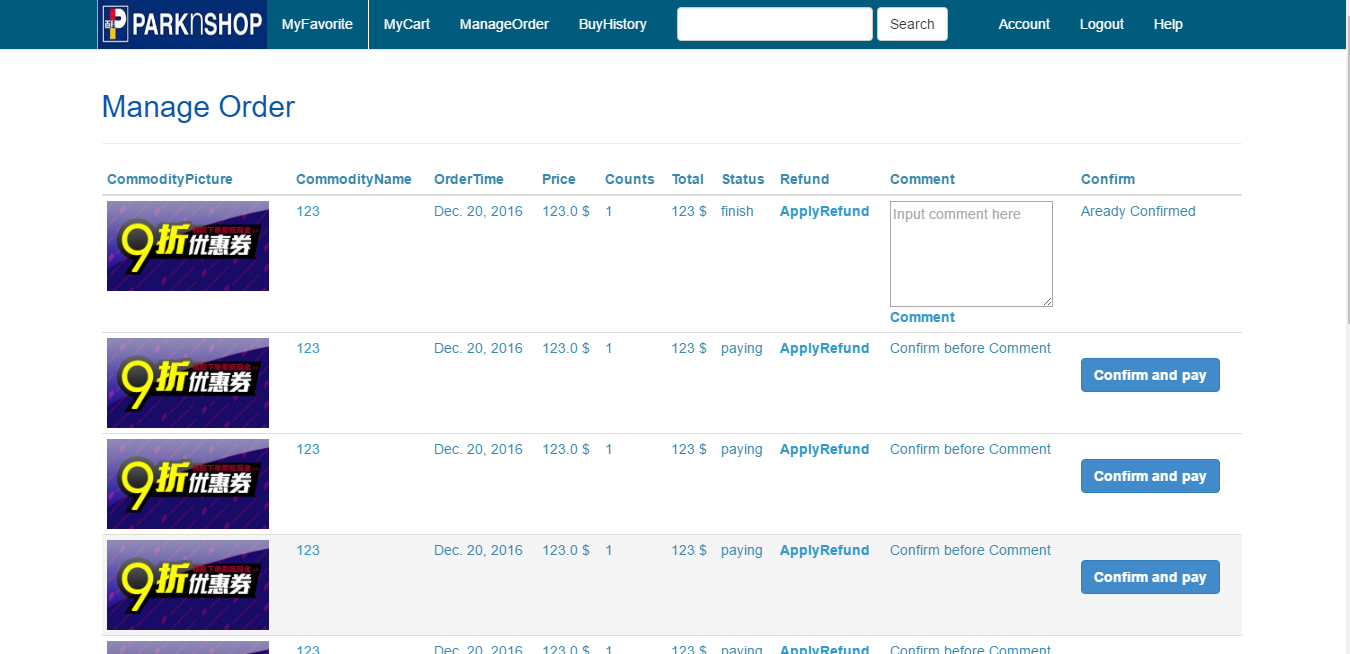 百佳 PARKNSHOP MyFavorite MyCart ManageOrder BuyHistory Search Account Logout Help
Manage Order
CommodityPicture CommodityName OrderTime Price Counts Total Status Refund Comment Confirm
9折优惠券 123 Dec. 20, 2016 123.0 $ 1 123 $ finish ApplyRefund Input comment here Aready Confirmed
Comment
9折优惠券 123 Dec. 20, 2016 123.0 $ 1 123 $ paying ApplyRefund Confirm before Comment
Confirm and pay
9折优惠券 123 Dec. 20, 2016 123.0 $ 1 123 $ paying ApplyRefund Confirm before Comment
Confirm and pay
9折优惠券 123 Dec. 20, 2016 123.0 $ 1 123 $ paying ApplyRefund Confirm before Comment
Confirm and pay
123 Dec. 20, 2016 123.0 $ 1 123 $ paying ApplyRefund Confirm before Comment